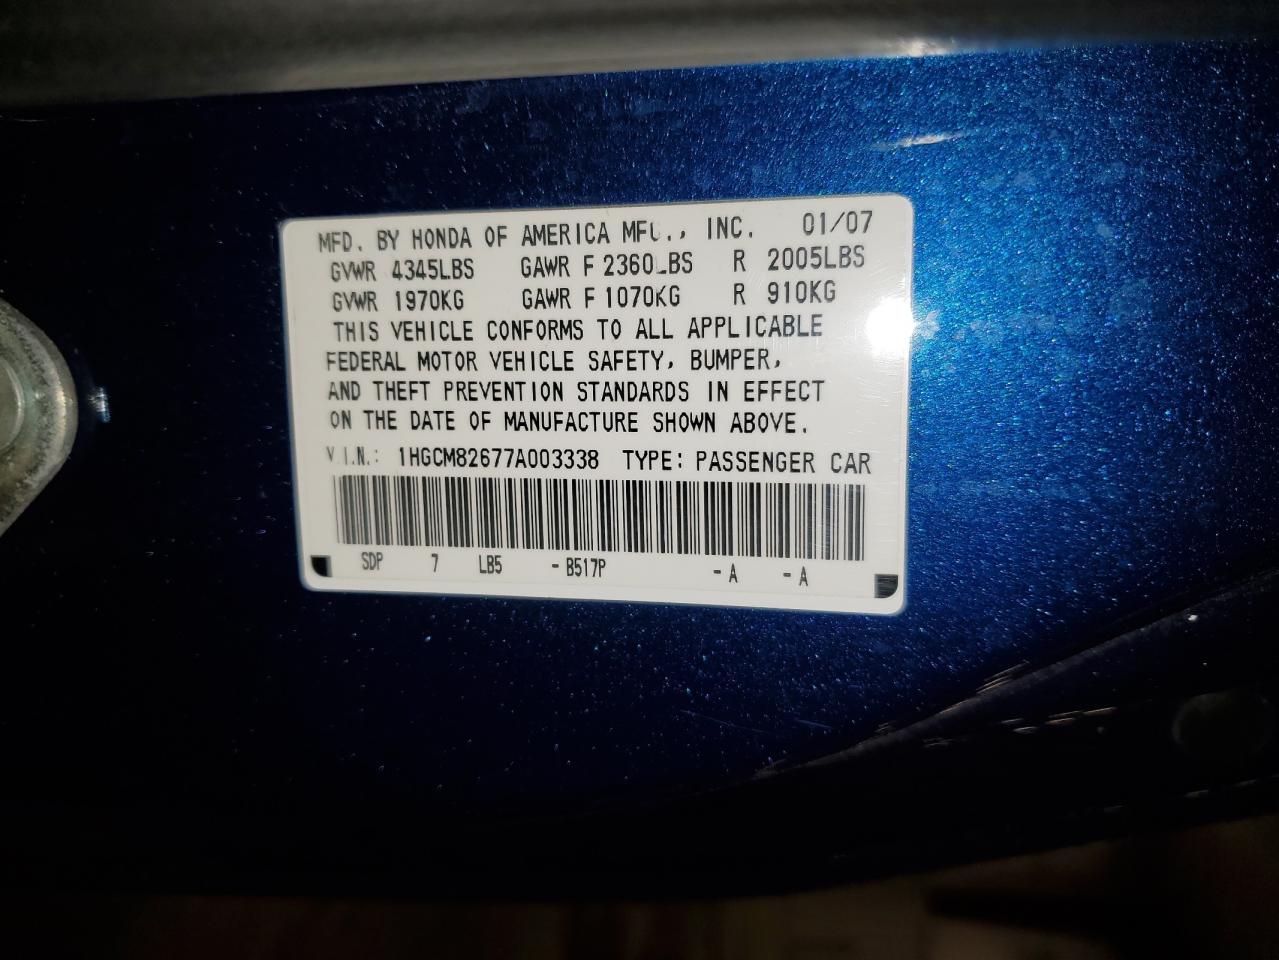 MFD. BY HONDA OF AMERICA MFG., INC. 01/07
GVWR 4345LBS GAWR F 2360LBS R 2005LBS
GVWR 1970KG GAWR F 1070KG R 910KG
THIS VEHICLE CONFORMS TO ALL APPLICABLE
FEDERAL MOTOR VEHICLE SAFETY, BUMPER,
AND THEFT PREVENTION STANDARDS IN EFFECT
ON THE DATE OF MANUFACTURE SHOWN ABOVE.
V.I.N.: 1HGCM82677A003338 TYPE: PASSENGER CAR
SDP 7 LB5 -B517P -A -A